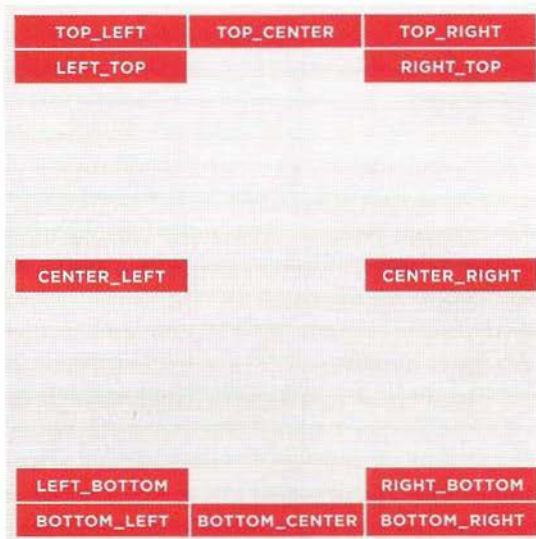 TOP_LEFT TOP_CENTER TOP_RIGHT
LEFT_TOP RIGHT_TOP
CENTER_LEFT CENTER_RIGHT
LEFT_BOTTOM RIGHT_BOTTOM
BOTTOM_LEFT BOTTOM_CENTER BOTTOM_RIGHT